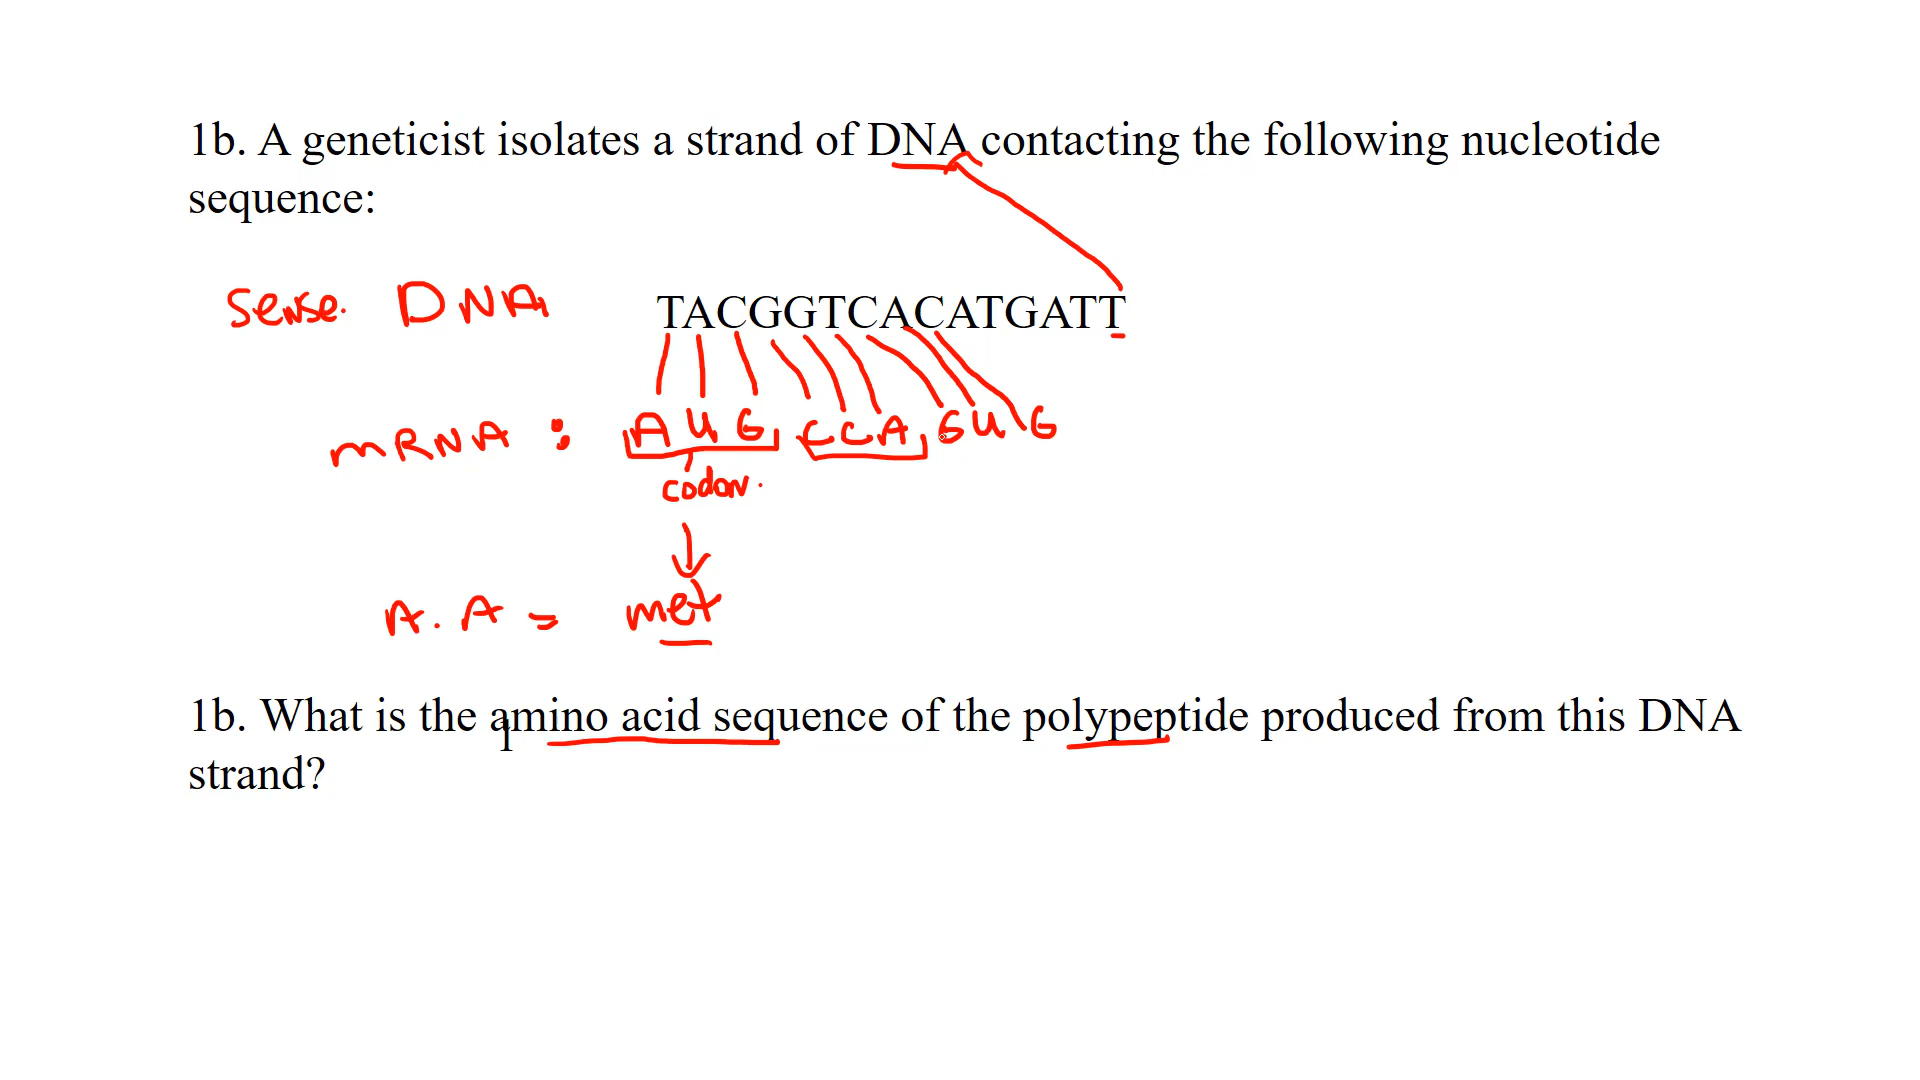 1b. A geneticist isolates a strand of DNA contacting the following nucleotide
sequence:
Sense. DNA TACGGTCACATGATT
mRNA: AUG CCA GUG
codon.
A.A = met
1b. What is the amino acid sequence of the polypeptide produced from this DNA
strand?